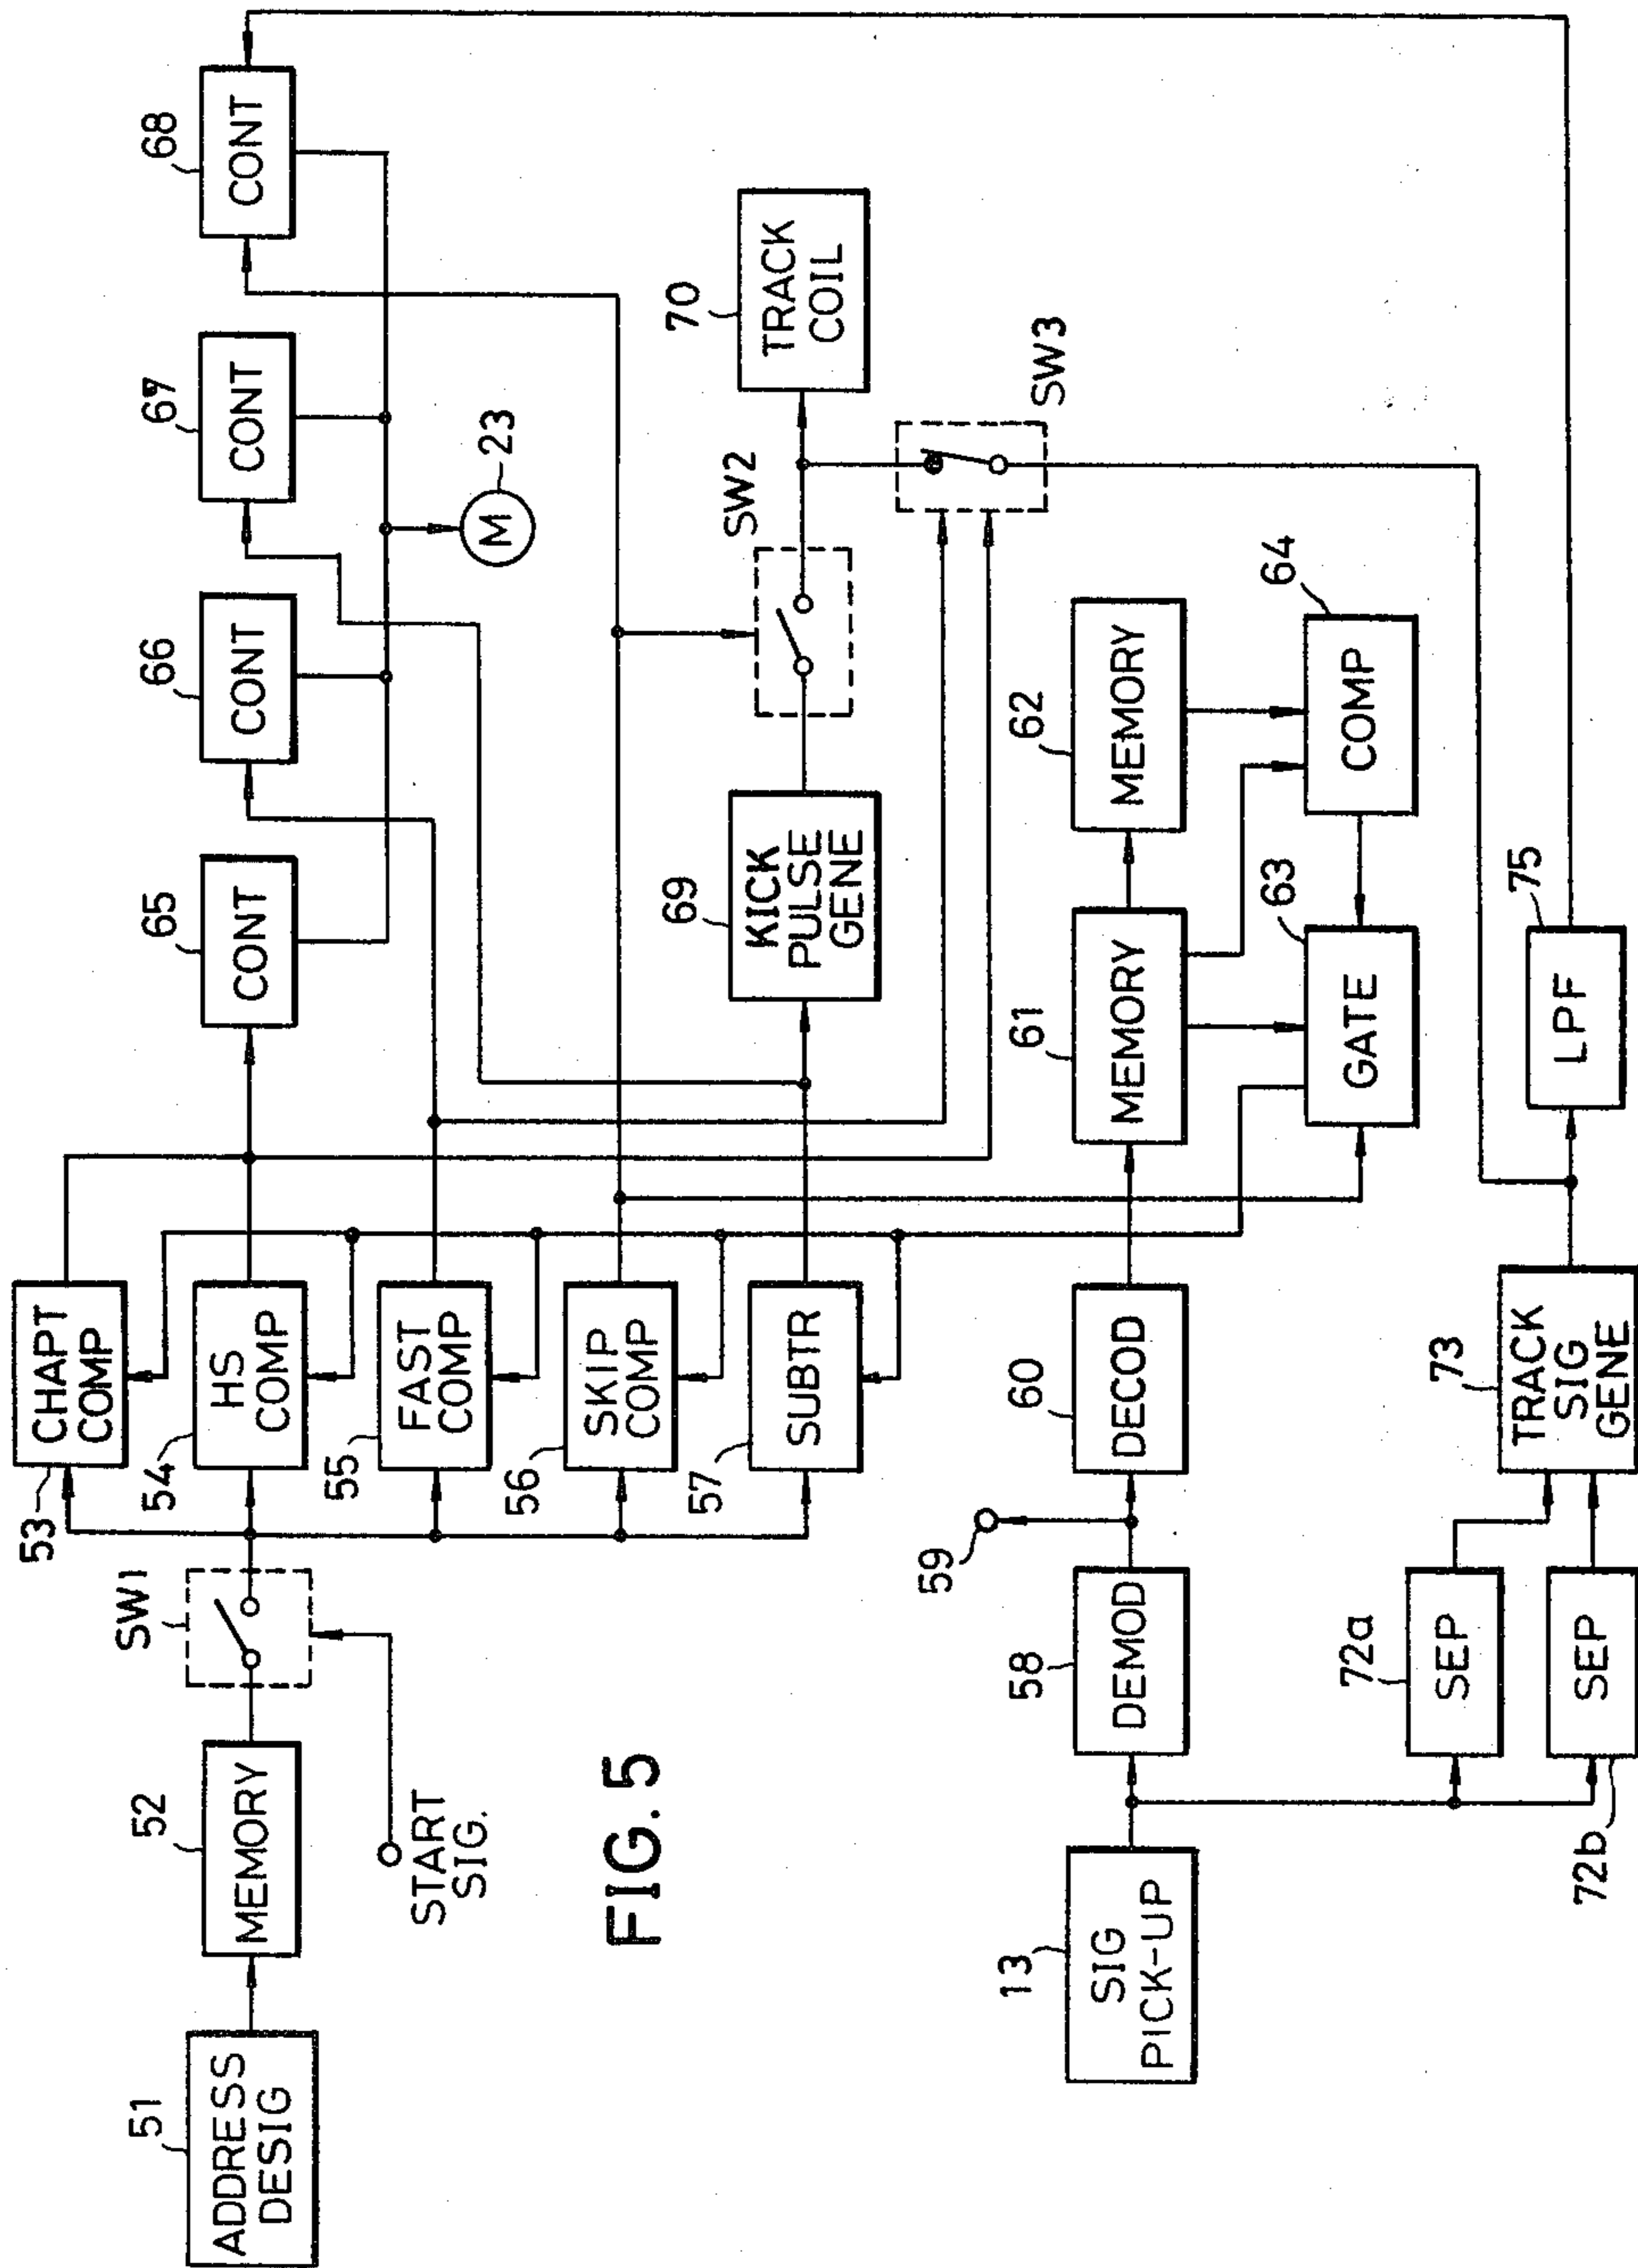 51
ADDRESS
DESIG
52
MEMORY
SW1
START
SIG.
53
CHAPT
COMP
54
HS
COMP
55
FAST
COMP
56
SKIP
COMP
57
SUBTR
65
CONT
66
CONT
67
CONT
68
CONT
M
23
69
KICK
PULSE
GENE
SW2
70
TRACK
COIL
SW3
FIG. 5
13
SIG
PICK-UP
58
DEMOD
59
60
DECOD
61
MEMORY
62
MEMORY
63
GATE
64
COMP
72a
SEP
72b
SEP
73
TRACK
SIG
GENE
75
LPF